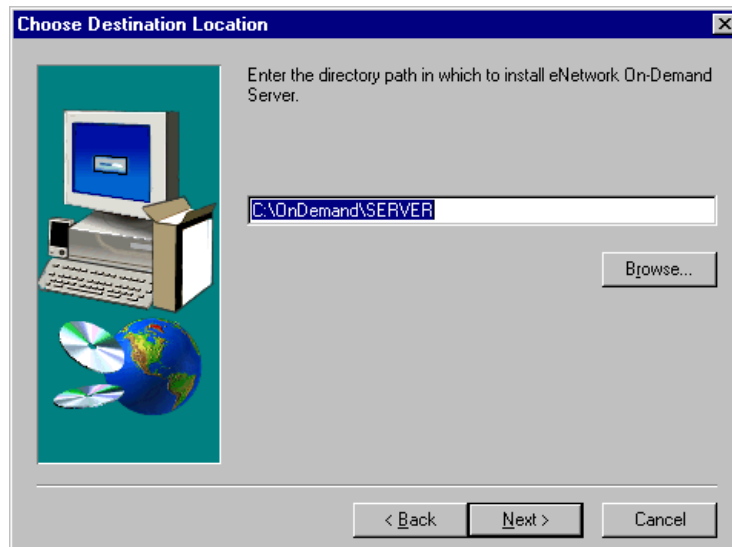 Choose Destination Location
Enter the directory path in which to install eNetwork On-Demand
Server.
C:\OnDemand\SERVER
Browse...
< Back
Next >
Cancel